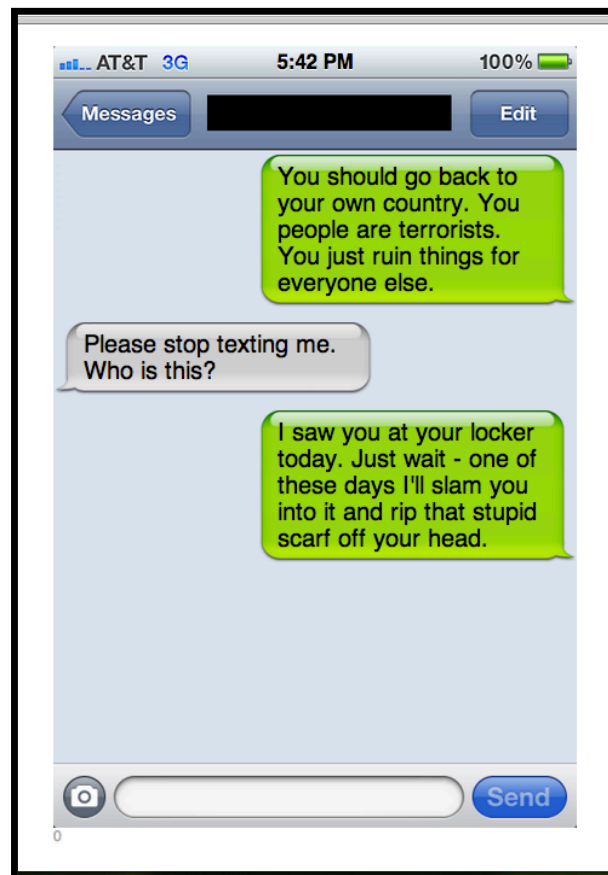 AT&T 3G 5:42 PM 100%
Messages Edit
You should go back to
your own country. You
people are terrorists.
You just ruin things for
everyone else.
Please stop texting me.
Who is this?
I saw you at your locker
today. Just wait - one of
these days I'll slam you
into it and rip that stupid
scarf off your head.
Send
0